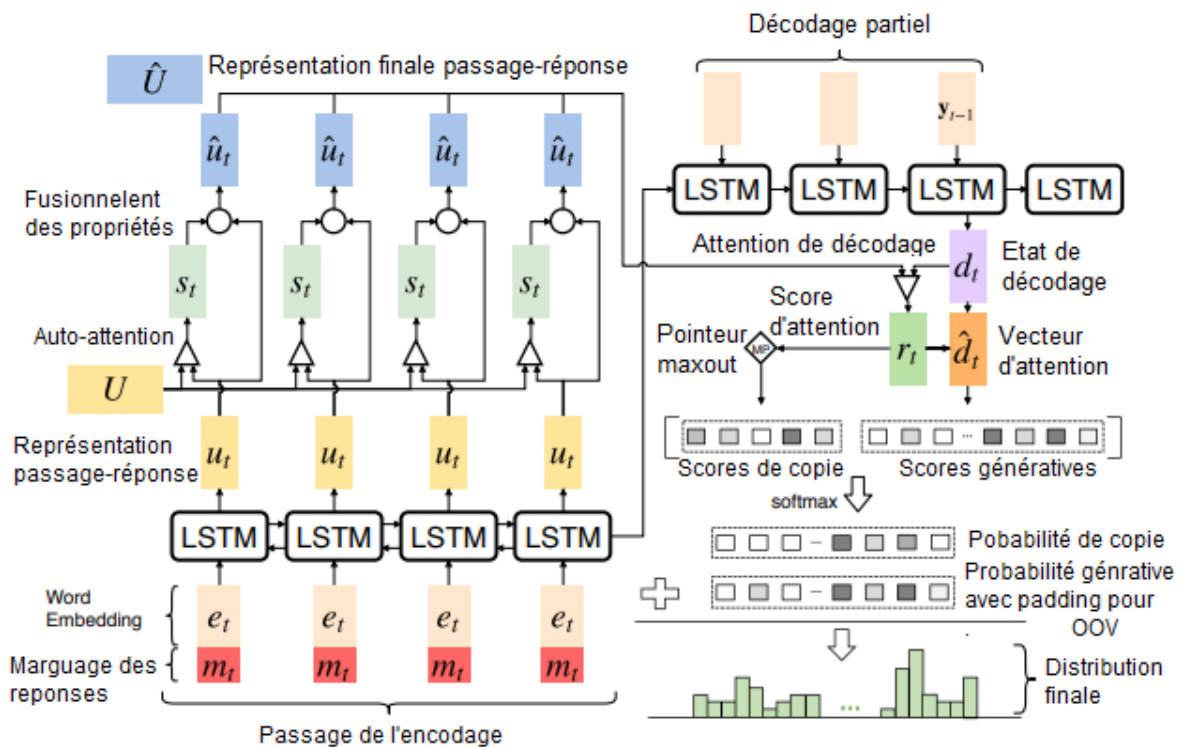 Décodage partiel
Û
Représentation finale passage-réponse
û_t û_t û_t û_t
y_{t-1}
LSTM LSTM LSTM LSTM
Fusionnelent
des propriétés
s_t s_t s_t s_t
Attention de décodage
d_t
Etat de
décodage
Score
d'attention
Auto-attention
Pointeur
maxout
MP
r_t
d̂_t
Vecteur
d'attention
U
Représentation
passage-réponse
u_t u_t u_t u_t
Scores de copie
Scores génératives
softmax
LSTM LSTM LSTM LSTM
Pobabilité de copie
Probabilité génrative
avec padding pour
OOV
Word
Embedding
e_t e_t e_t e_t
Marguage des
reponses
m_t m_t m_t m_t
...
Distribution
finale
Passage de l'encodage